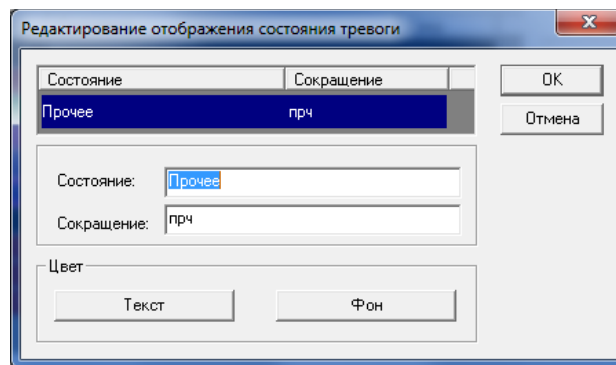 Редактирование отображения состояния тревоги
Состояние Сокращение
OK
Прочее прч
Отмена
Состояние: Прочее
Сокращение: прч
Цвет
Текст Фон